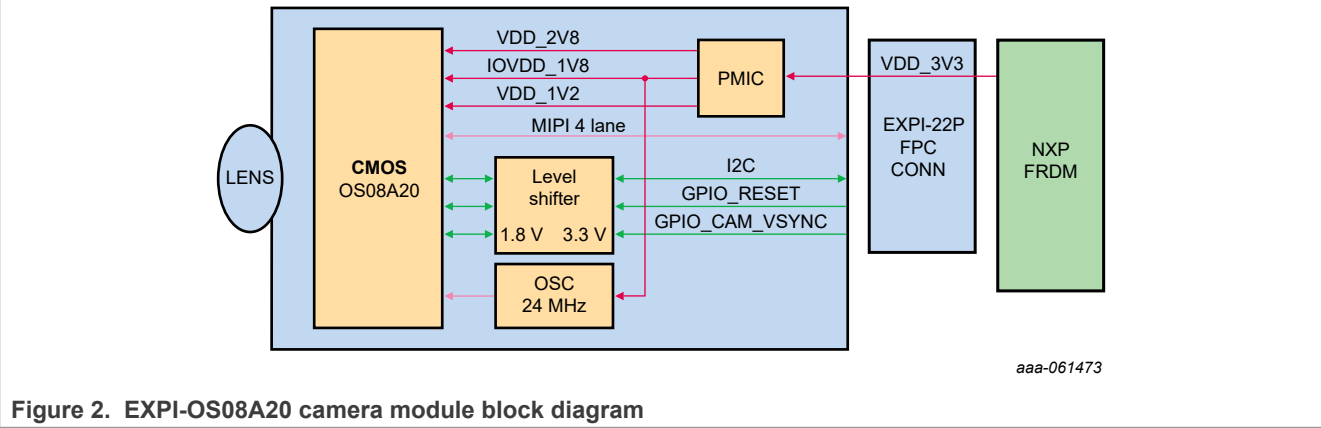 VDD_2V8
IOVDD_1V8
VDD_1V2
PMIC
VDD_3V3
MIPI 4 lane
LENS
CMOS
OS08A20
Level
shifter
1.8 V 3.3 V
I2C
GPIO_RESET
GPIO_CAM_VSYNC
OSC
24 MHz
EXPI-22P
FPC
CONN
NXP
FRDM
aaa-061473
Figure 2. EXPI-OS08A20 camera module block diagram